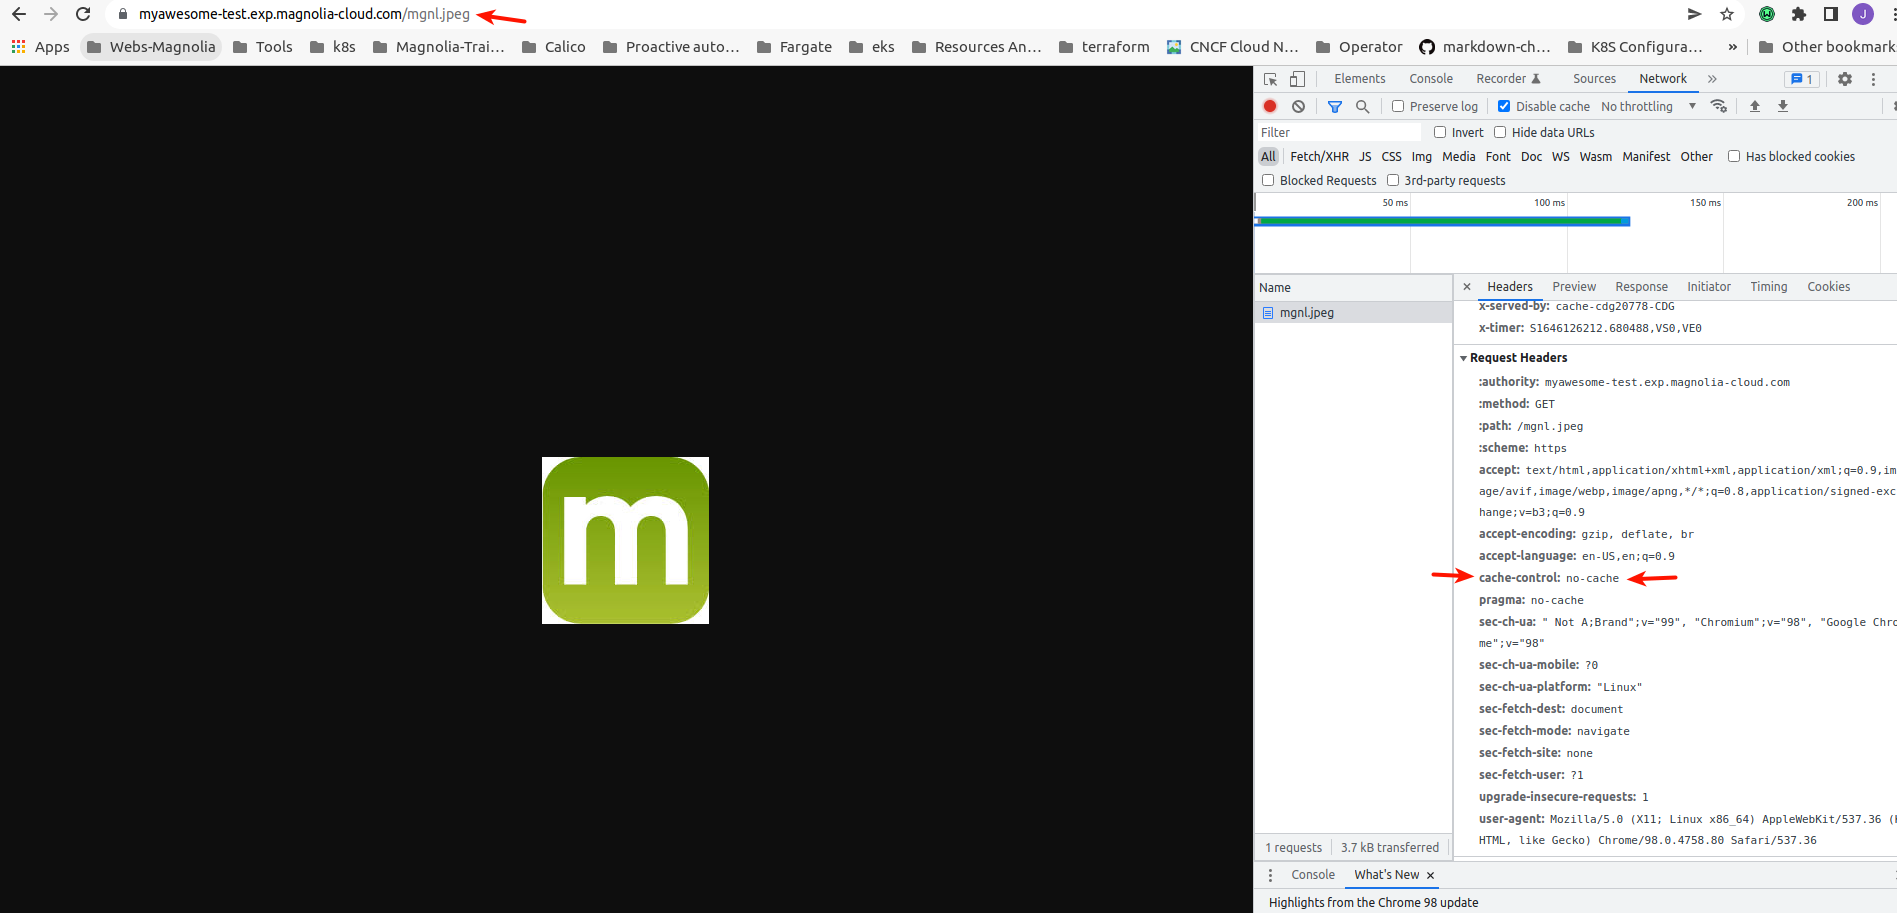 myawesome-test.exp.magnolia-cloud.com/mgnl.jpeg
J
Apps Webs-Magnolia Tools k8s Magnolia-Trai... Calico Proactive auto... Fargate eks Resources An... terraform CNCF Cloud N... Operator markdown-ch... K8S Configura... » Other bookmark
m
Elements Console Recorder Sources Network » 1
Preserve log Disable cache No throttling
Filter Invert Hide data URLs
All Fetch/XHR JS CSS Img Media Font Doc WS Wasm Manifest Other Has blocked cookies
Blocked Requests 3rd-party requests
50 ms 100 ms 150 ms 200 ms
Name
mgnl.jpeg
× Headers Preview Response Initiator Timing Cookies
x-served-by: cache-cdg20778-CDG
x-timer: S1646126212.680488,VS0,VE0
Request Headers
:authority: myawesome-test.exp.magnolia-cloud.com
:method: GET
:path: /mgnl.jpeg
:scheme: https
accept: text/html,application/xhtml+xml,application/xml;q=0.9,im
age/avif,image/webp,image/apng,*/*;q=0.8,application/signed-exc
hange;v=b3;q=0.9
accept-encoding: gzip, deflate, br
accept-language: en-US,en;q=0.9
cache-control: no-cache
pragma: no-cache
sec-ch-ua: " Not A;Brand";v="99", "Chromium";v="98", "Google Chro
me";v="98"
sec-ch-ua-mobile: ?0
sec-ch-ua-platform: "Linux"
sec-fetch-dest: document
sec-fetch-mode: navigate
sec-fetch-site: none
sec-fetch-user: ?1
upgrade-insecure-requests: 1
user-agent: Mozilla/5.0 (X11; Linux x86_64) AppleWebKit/537.36 (K
HTML, like Gecko) Chrome/98.0.4758.80 Safari/537.36
1 requests 3.7 kB transferred
Console What's New ×
Highlights from the Chrome 98 update